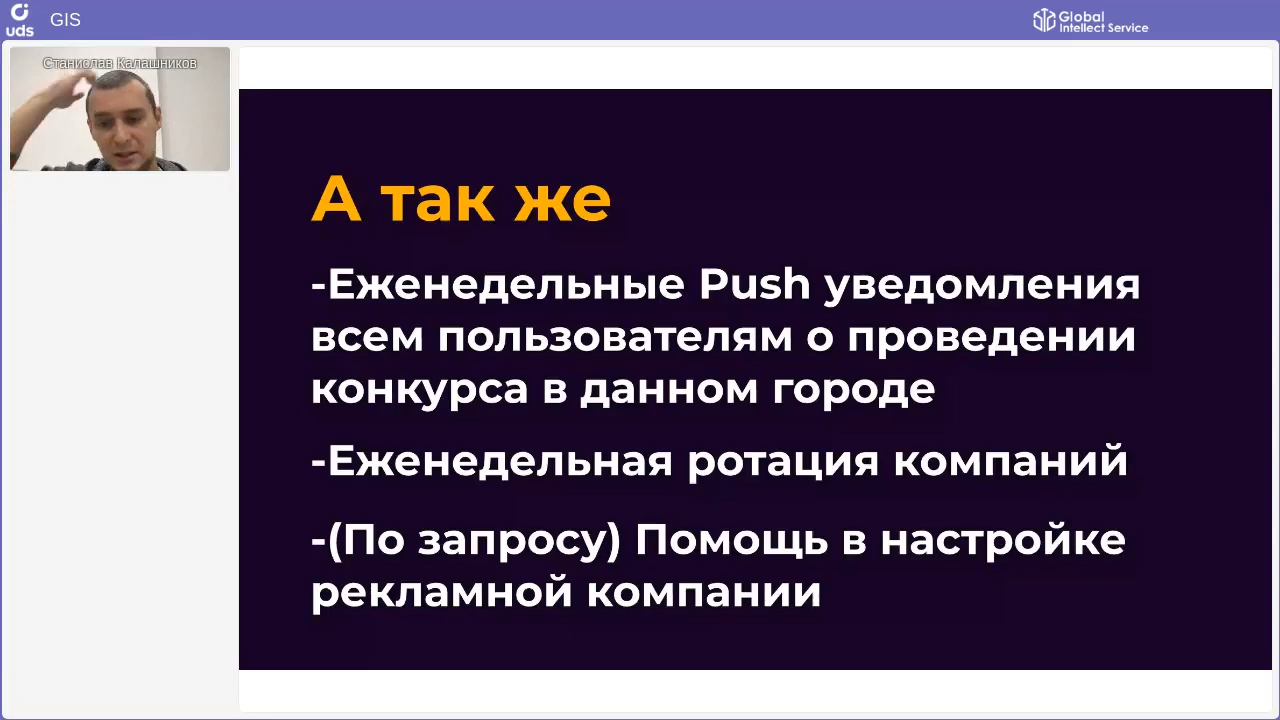 uds
GIS
Global
Intellect Service
Станислав Калашников
А так же
-Еженедельные Push уведомления
всем пользователям о проведении
конкурса в данном городе
-Еженедельная ротация компаний
-(По запросу) Помощь в настройке
рекламной компании